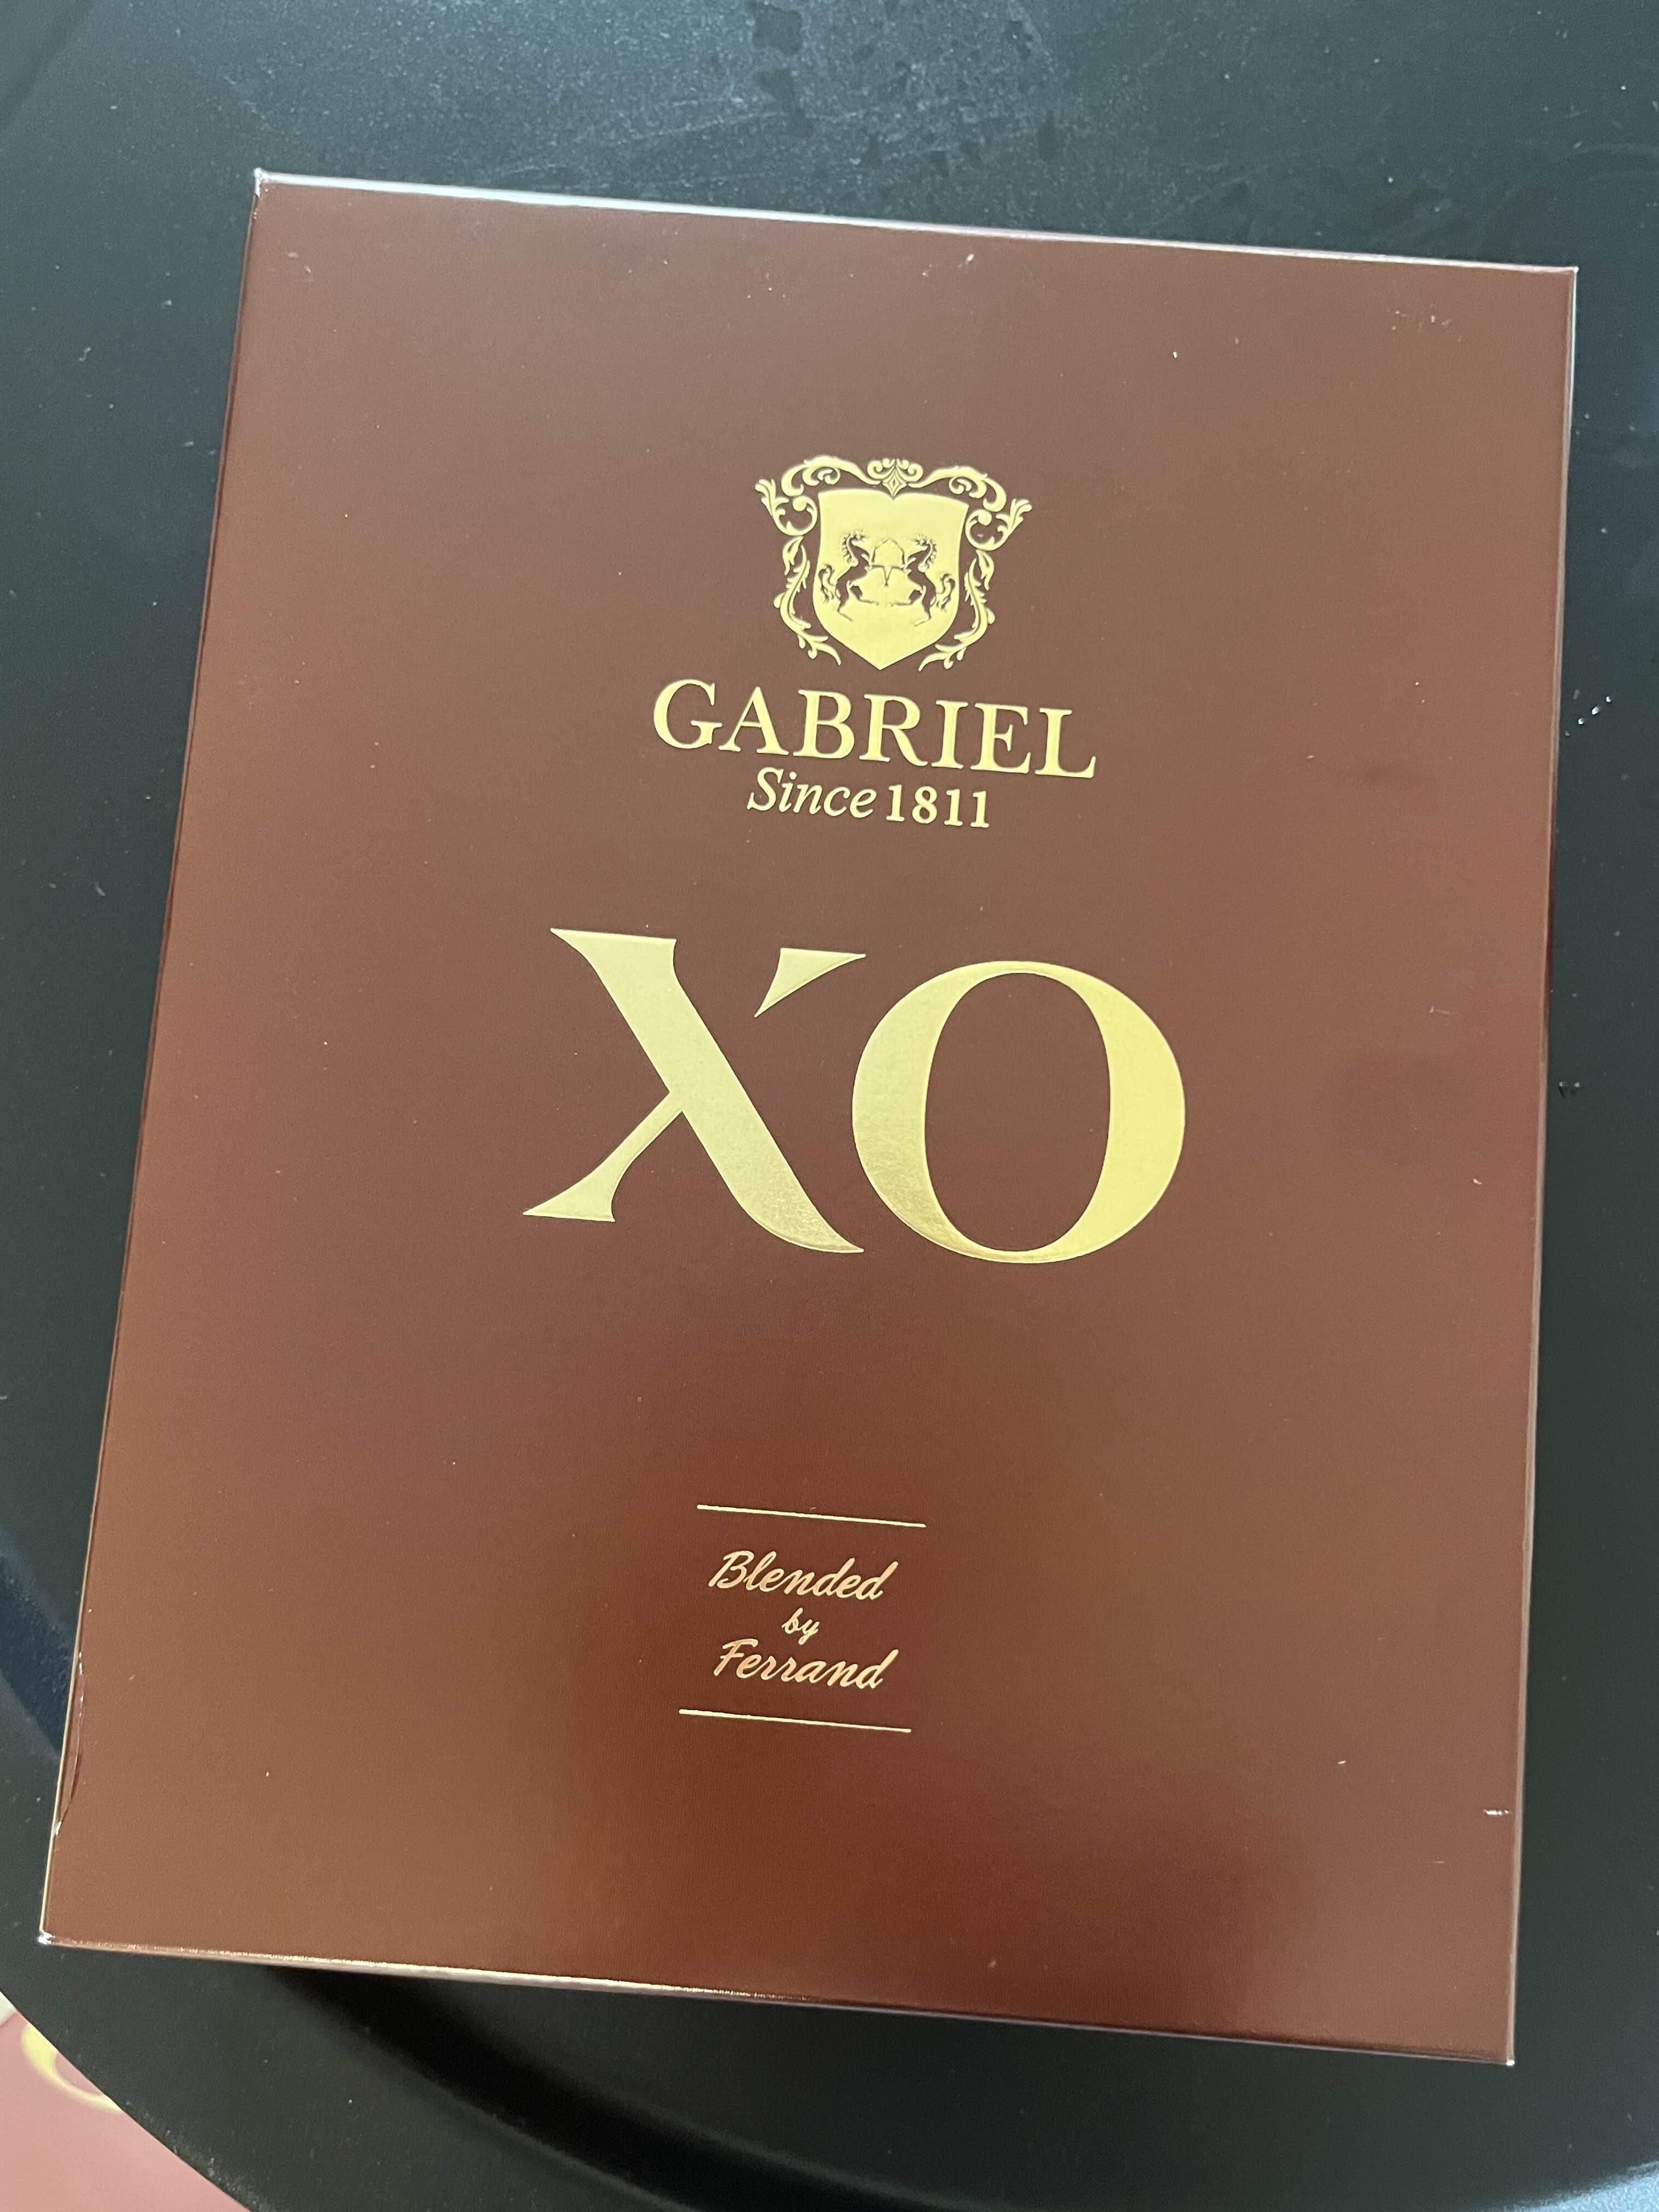 GABRIEL
Since 1811
XO
Blended
by
Ferrand